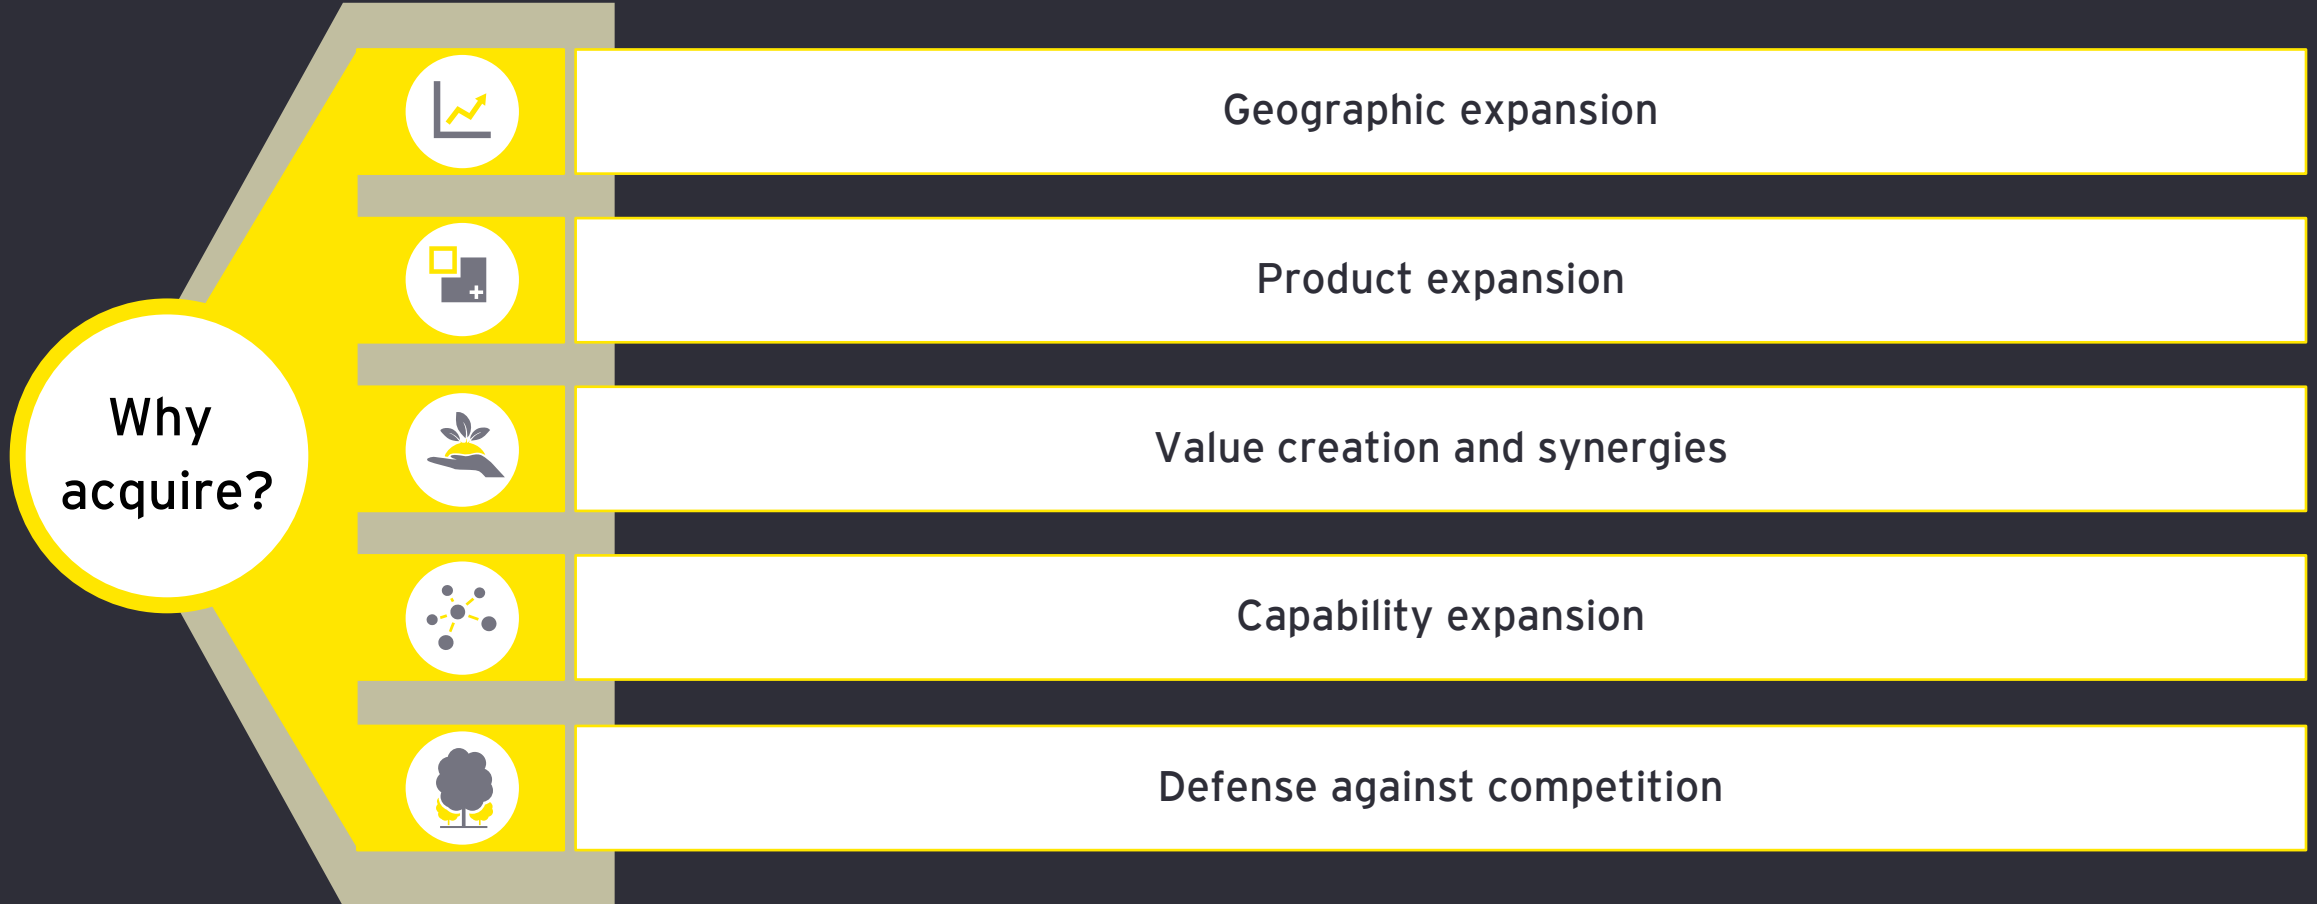 Why
acquire?
Geographic expansion
Product expansion
Value creation and synergies
Capability expansion
Defense against competition